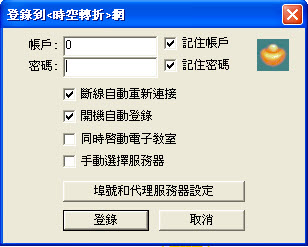 登錄到<時空轉折>網
帳戶: 0 記住帳戶
密碼: 記住密碼
斷線自動重新連接
開機自動登錄
同時啓動電子教室
手動選擇服務器
埠號和代理服務器設定
登錄 取消